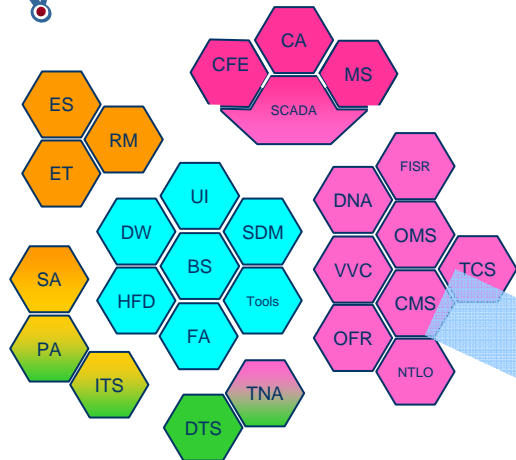 CA
CFE
MS
SCADA
ES
RM
ET
UI
DW
SDM
BS
HFD
Tools
FA
FISR
DNA
OMS
VVC
TCS
CMS
OFR
NTLO
SA
PA
ITS
TNA
DTS